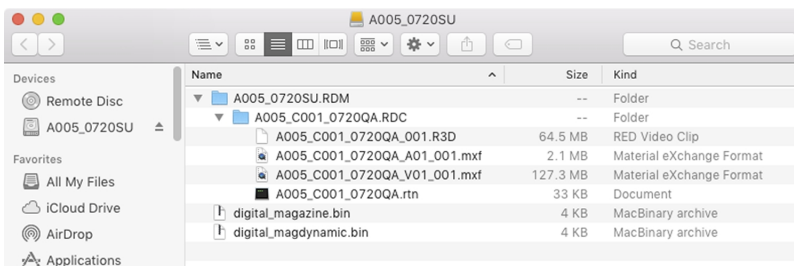 A005_0720SU
Search
Devices
Remote Disc
A005_0720SU
Favorites
All My Files
iCloud Drive
AirDrop
Applications
Name Size Kind
A005_0720SU.RDM -- Folder
A005_C001_0720QA.RDC -- Folder
A005_C001_0720QA_001.R3D 64.5 MB RED Video Clip
A005_C001_0720QA_A01_001.mxf 2.1 MB Material eXchange Format
A005_C001_0720QA_V01_001.mxf 127.3 MB Material eXchange Format
A005_C001_0720QA.rtn 33 KB Document
digital_magazine.bin 4 KB MacBinary archive
digital_magdynamic.bin 4 KB MacBinary archive